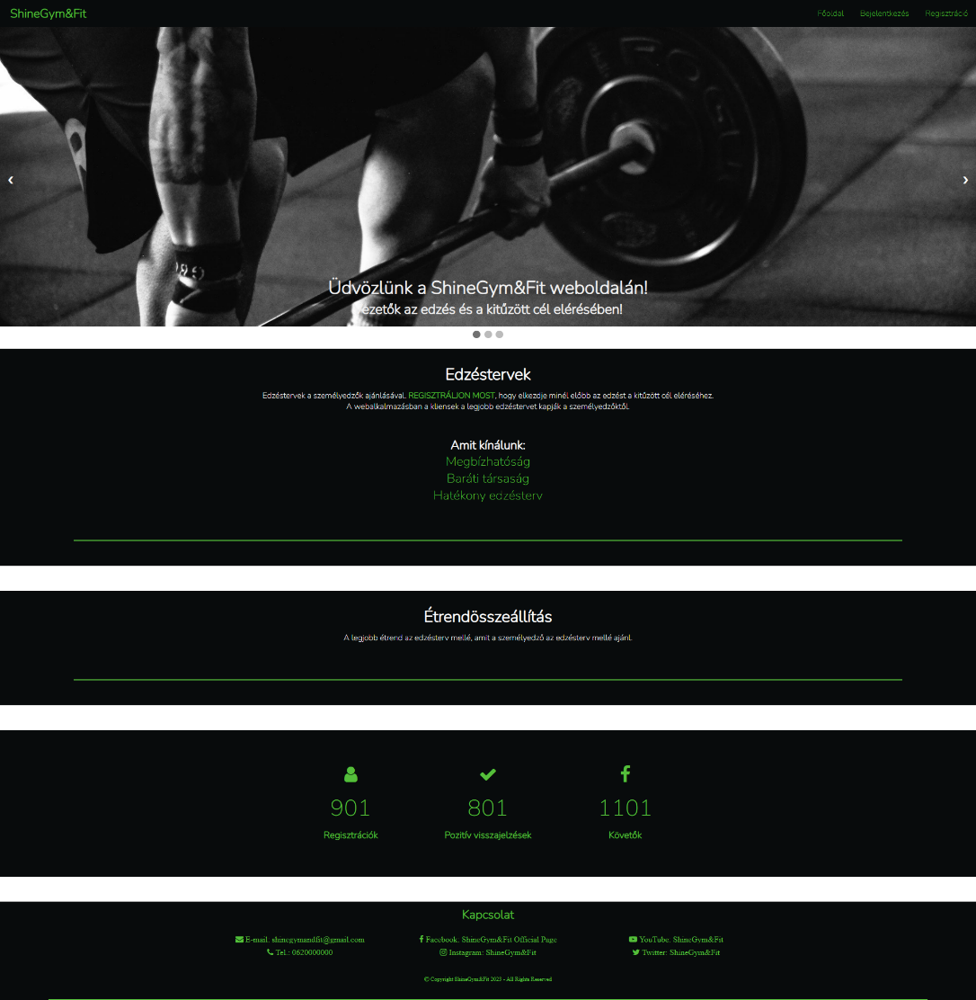 ShineGym&Fit
Főoldal Bejelentkezés Regisztráció
Üdvözlünk a ShineGym&Fit weboldalán!
ezetők az edzés és a kitűzött cél elérésében!
Edzéstervek
Edzéstervek a személyedzők ajánlásával. REGISZTRÁLJON MOST, hogy elkezdje minél előbb az edzést a kitűzött cél eléréséhez.
A webalkalmazásban a kliensek a legjobb edzéstervet kapják a személyedzőktől.
Amit kínálunk:
Megbízhatóság
Baráti társaság
Hatékony edzésterv
Étrendösszeállítás
A legjobb étrend az edzésterv mellé, amit a személyedző az edzésterv mellé ajánl.
901 801 1101
Regisztrációk Pozitív visszajelzések Követők
Kapcsolat
E-mail: shinegymandfit@gmail.com Facebook: ShineGym&Fit Official Page YouTube: ShineGym&Fit
Tel.: 0620000000 Instagram: ShineGym&Fit Twitter: ShineGym&Fit
© Copyright ShineGym&Fit 2023 - All Rights Reserved